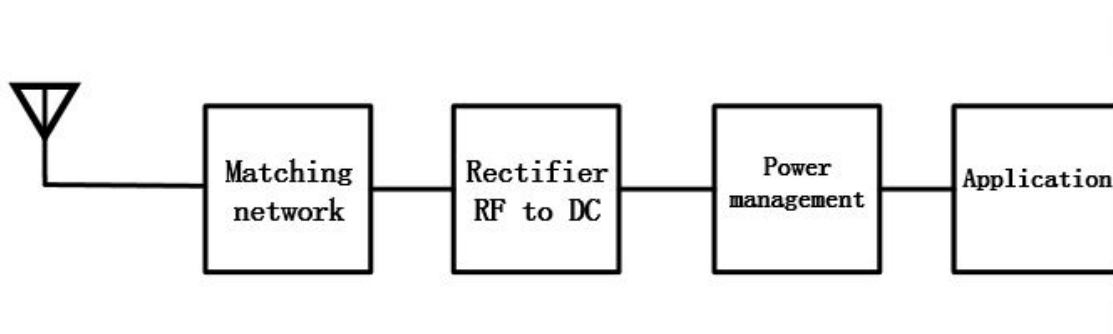 Matching
network
Rectifier
RF to DC
Power
management
Application